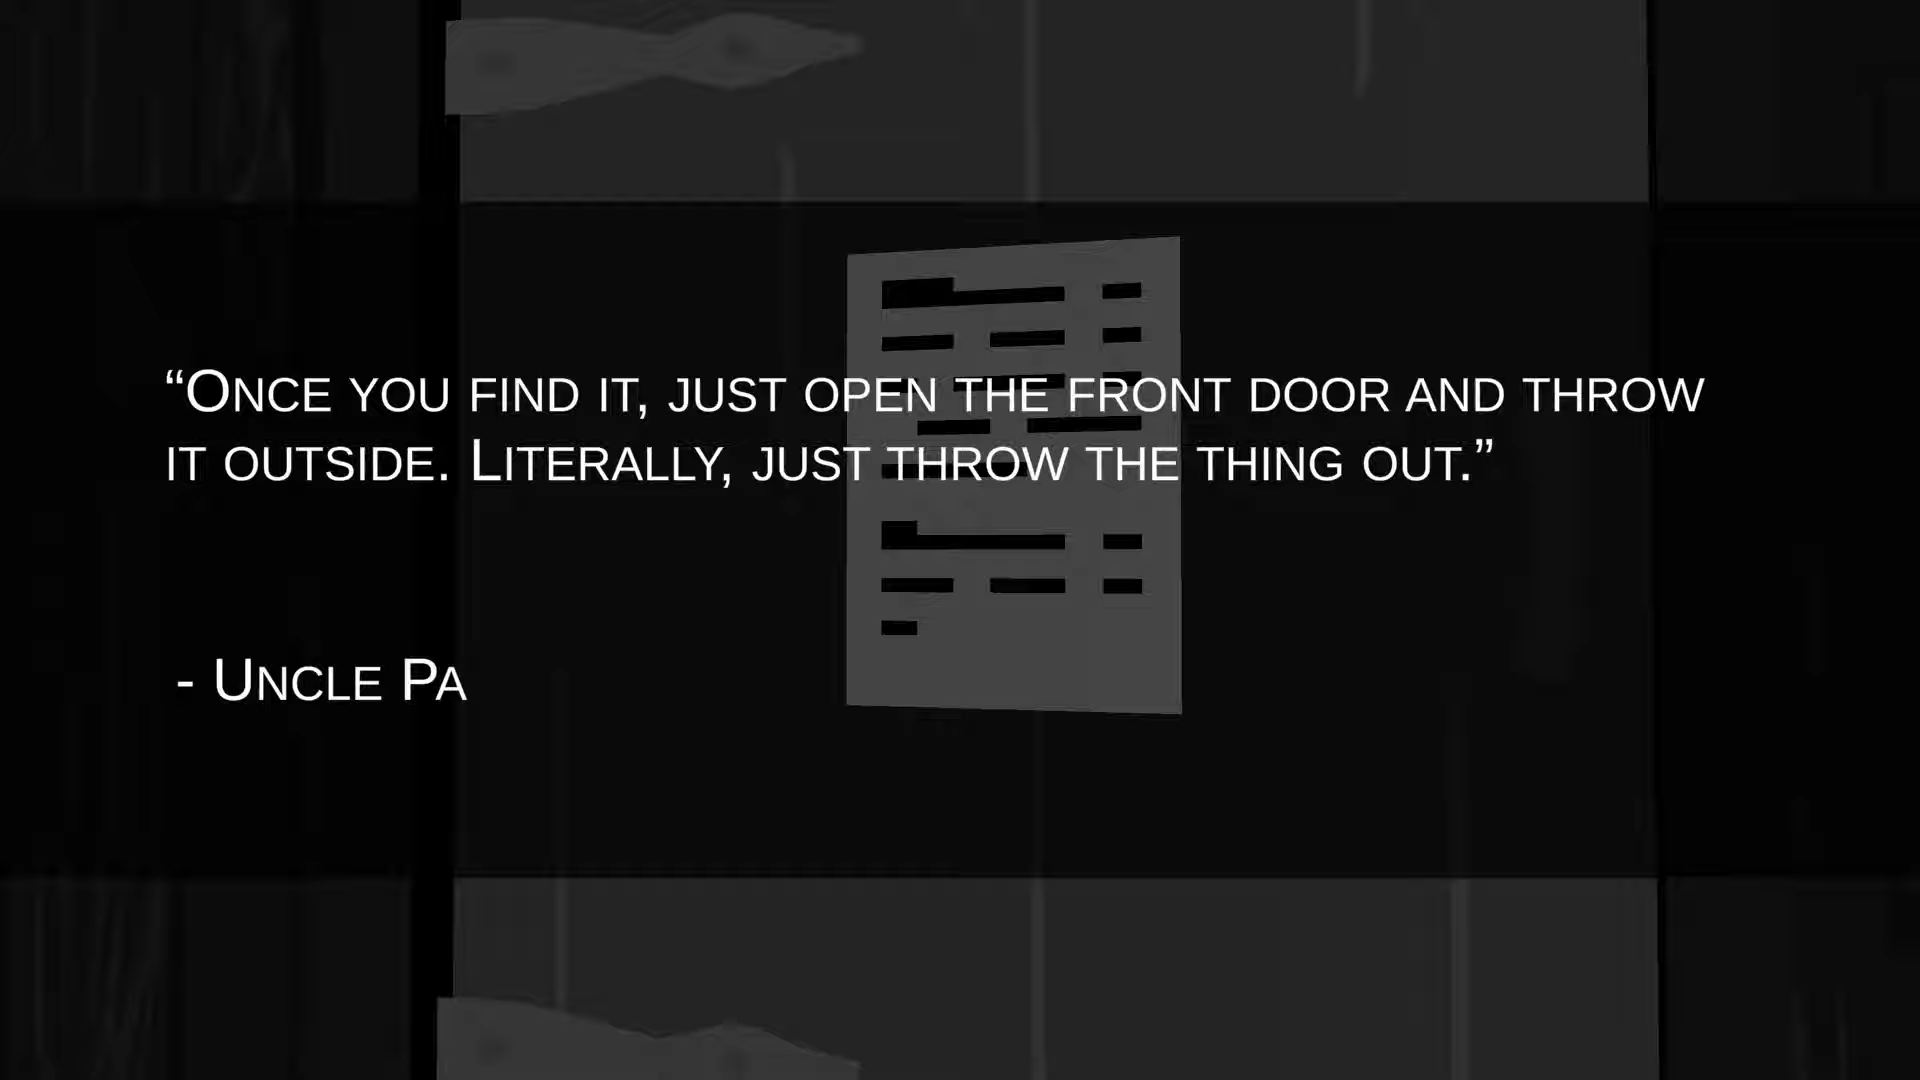 “Once you find it, just open the front door and throw
it outside. Literally, just throw the thing out.”
- Uncle Pa